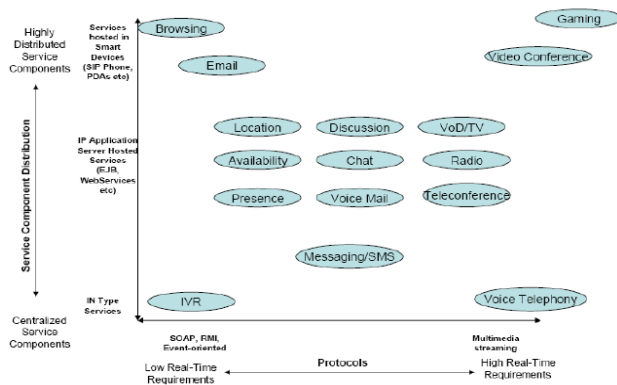 Highly
Distributed
Service
Components
Service Component Distribution
Centralized
Service
Components
Services
hosted in
Smart
Devices
(SIP Phone,
PDAs etc)
IP Application
Server Hosted
Services
(EJB,
WebServices
etc)
IN Type
Services
Browsing
Gaming
Email
Video Conference
Location
Discussion
VoD/TV
Availability
Chat
Radio
Presence
Voice Mail
Teleconference
Messaging/SMS
IVR
Voice Telephony
SOAP, RMI,
Event-oriented
Multimedia
streaming
Low Real-Time
Requirements
Protocols
High Real-Time
Requirements